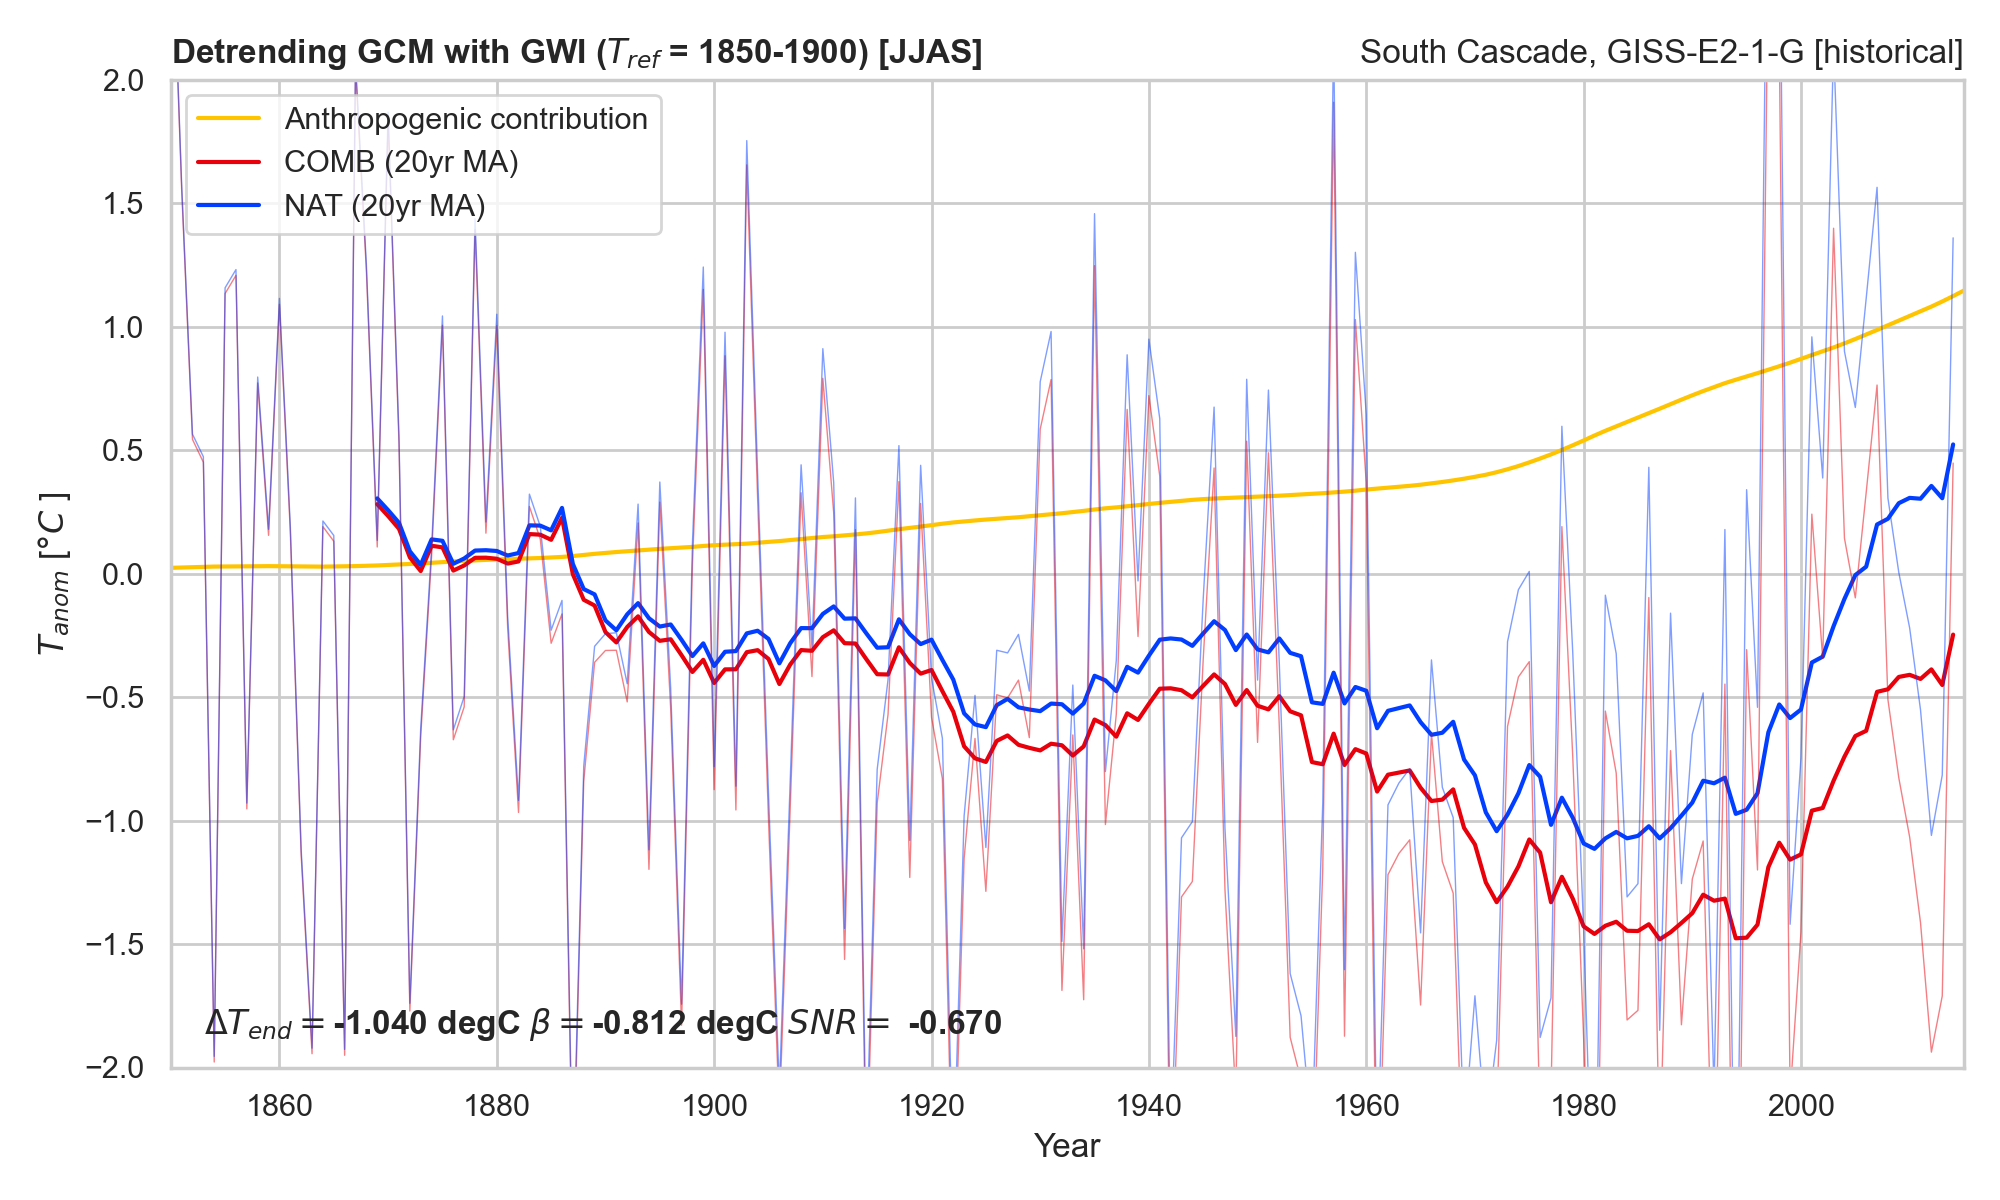 Detrending GCM with GWI (T_ref = 1850-1900) [JJAS]
South Cascade, GISS-E2-1-G [historical]
Anthropogenic contribution
COMB (20yr MA)
NAT (20yr MA)
2.0
1.5
1.0
0.5
0.0
−0.5
−1.0
−1.5
−2.0
T_anom [°C]
ΔT_end = -1.040 degC β = -0.812 degC SNR = -0.670
1860 1880 1900 1920 1940 1960 1980 2000
Year